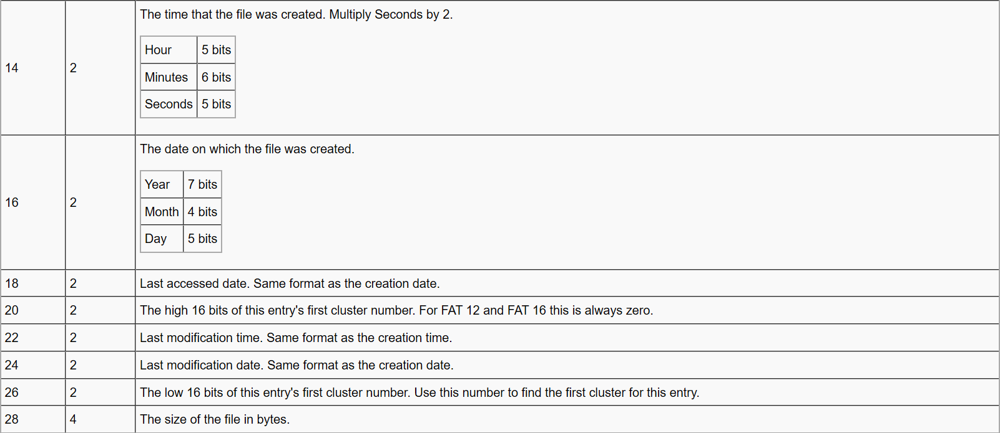 The time that the file was created. Multiply Seconds by 2.
Hour 5 bits
14 2
Minutes 6 bits
Seconds 5 bits
The date on which the file was created.
Year 7 bits
16 2
Month 4 bits
Day 5 bits
18 2 Last accessed date. Same format as the creation date.
20 2 The high 16 bits of this entry's first cluster number. For FAT 12 and FAT 16 this is always zero.
22 2 Last modification time. Same format as the creation time.
24 2 Last modification date. Same format as the creation date.
26 2 The low 16 bits of this entry's first cluster number. Use this number to find the first cluster for this entry.
28 4 The size of the file in bytes.